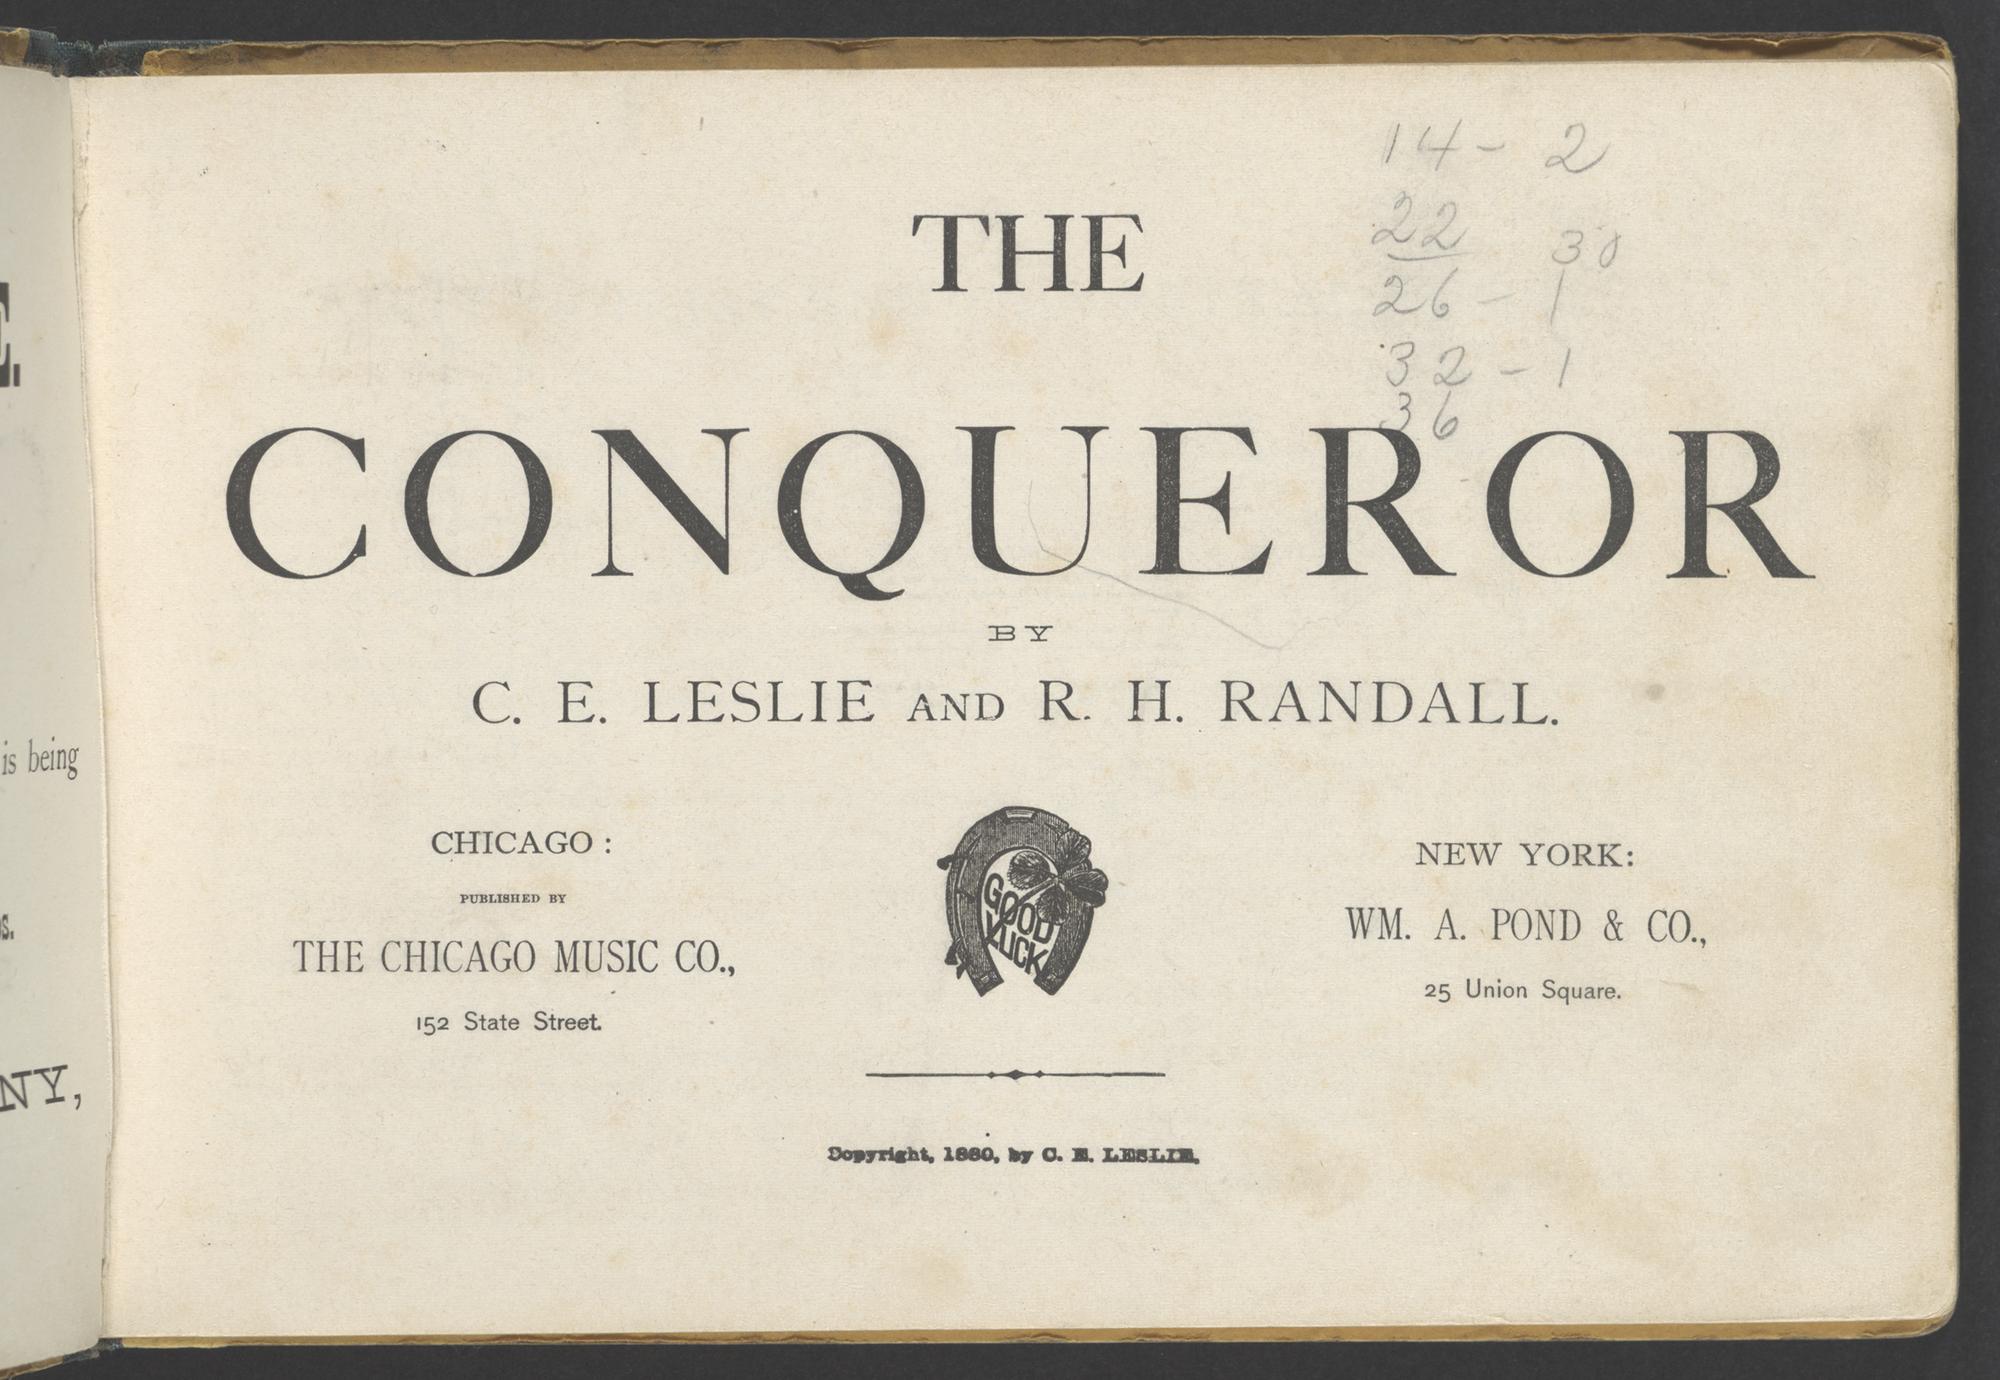 E.
is being
NY,
14 - 2
22
30
26 - 1
32 - 1
36
THE
CONQUEROR
BY
C. E. LESLIE AND R. H. RANDALL.
CHICAGO:
PUBLISHED BY
THE CHICAGO MUSIC CO.,
152 State Street.
GOOD
LUCK
NEW YORK:
WM. A. POND & CO.,
25 Union Square.
Copyright, 1880, by C. E. LESLIE.